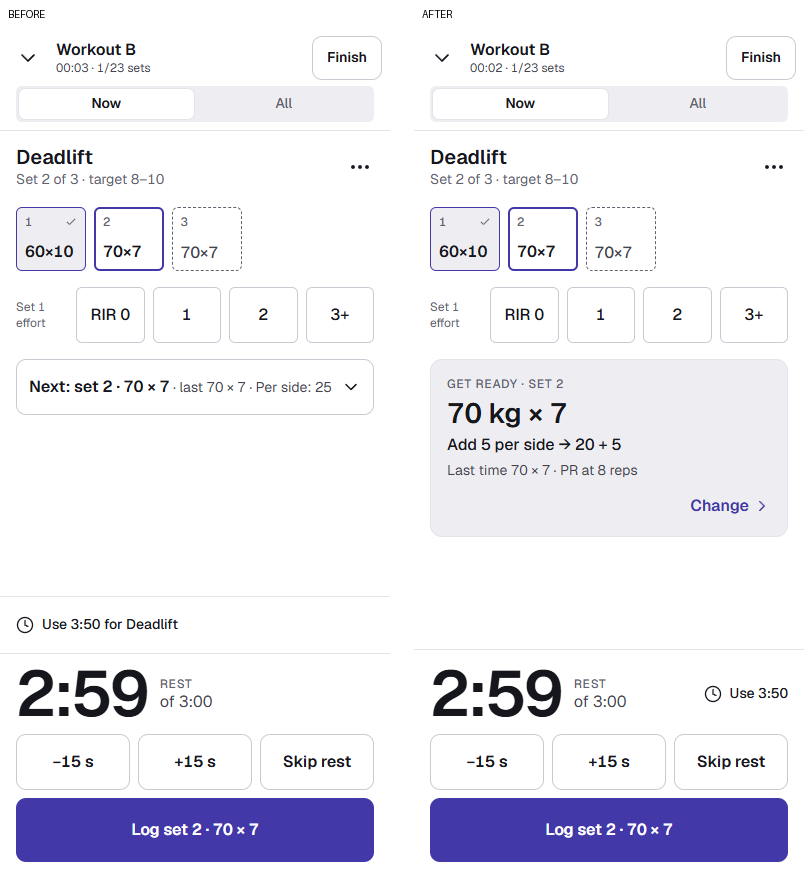 BEFORE
Workout B
00:03 · 1/23 sets
Finish
Now
All
Deadlift
Set 2 of 3 · target 8–10
1
60×10
2
70×7
3
70×7
Set 1
effort
RIR 0
1
2
3+
Next: set 2 · 70 × 7 · last 70 × 7 · Per side: 25
Use 3:50 for Deadlift
2:59
REST
of 3:00
−15 s
+15 s
Skip rest
Log set 2 · 70 × 7
AFTER
Workout B
00:02 · 1/23 sets
Finish
Now
All
Deadlift
Set 2 of 3 · target 8–10
1
60×10
2
70×7
3
70×7
Set 1
effort
RIR 0
1
2
3+
GET READY · SET 2
70 kg × 7
Add 5 per side → 20 + 5
Last time 70 × 7 · PR at 8 reps
Change
2:59
REST
of 3:00
Use 3:50
−15 s
+15 s
Skip rest
Log set 2 · 70 × 7